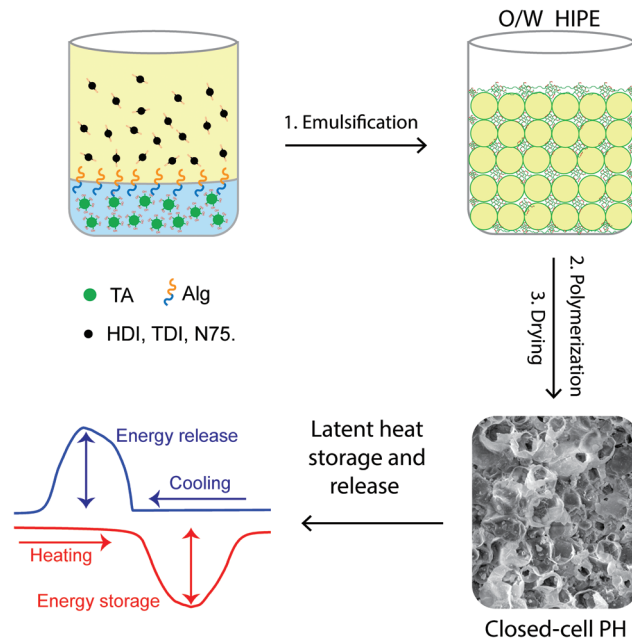 O/W HIPE
1. Emulsification
TA
Alg
HDI, TDI, N75.
2. Polymerization
3. Drying
Energy release
Cooling
Heating
Energy storage
Latent heat
storage and
release
Closed-cell PH